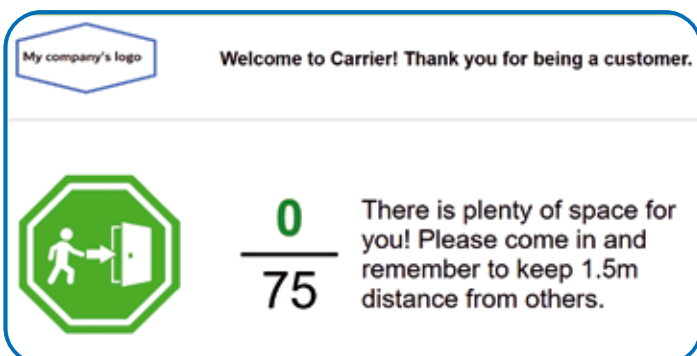 My company's logo
Welcome to Carrier! Thank you for being a customer.
0
75
There is plenty of space for
you! Please come in and
remember to keep 1.5m
distance from others.